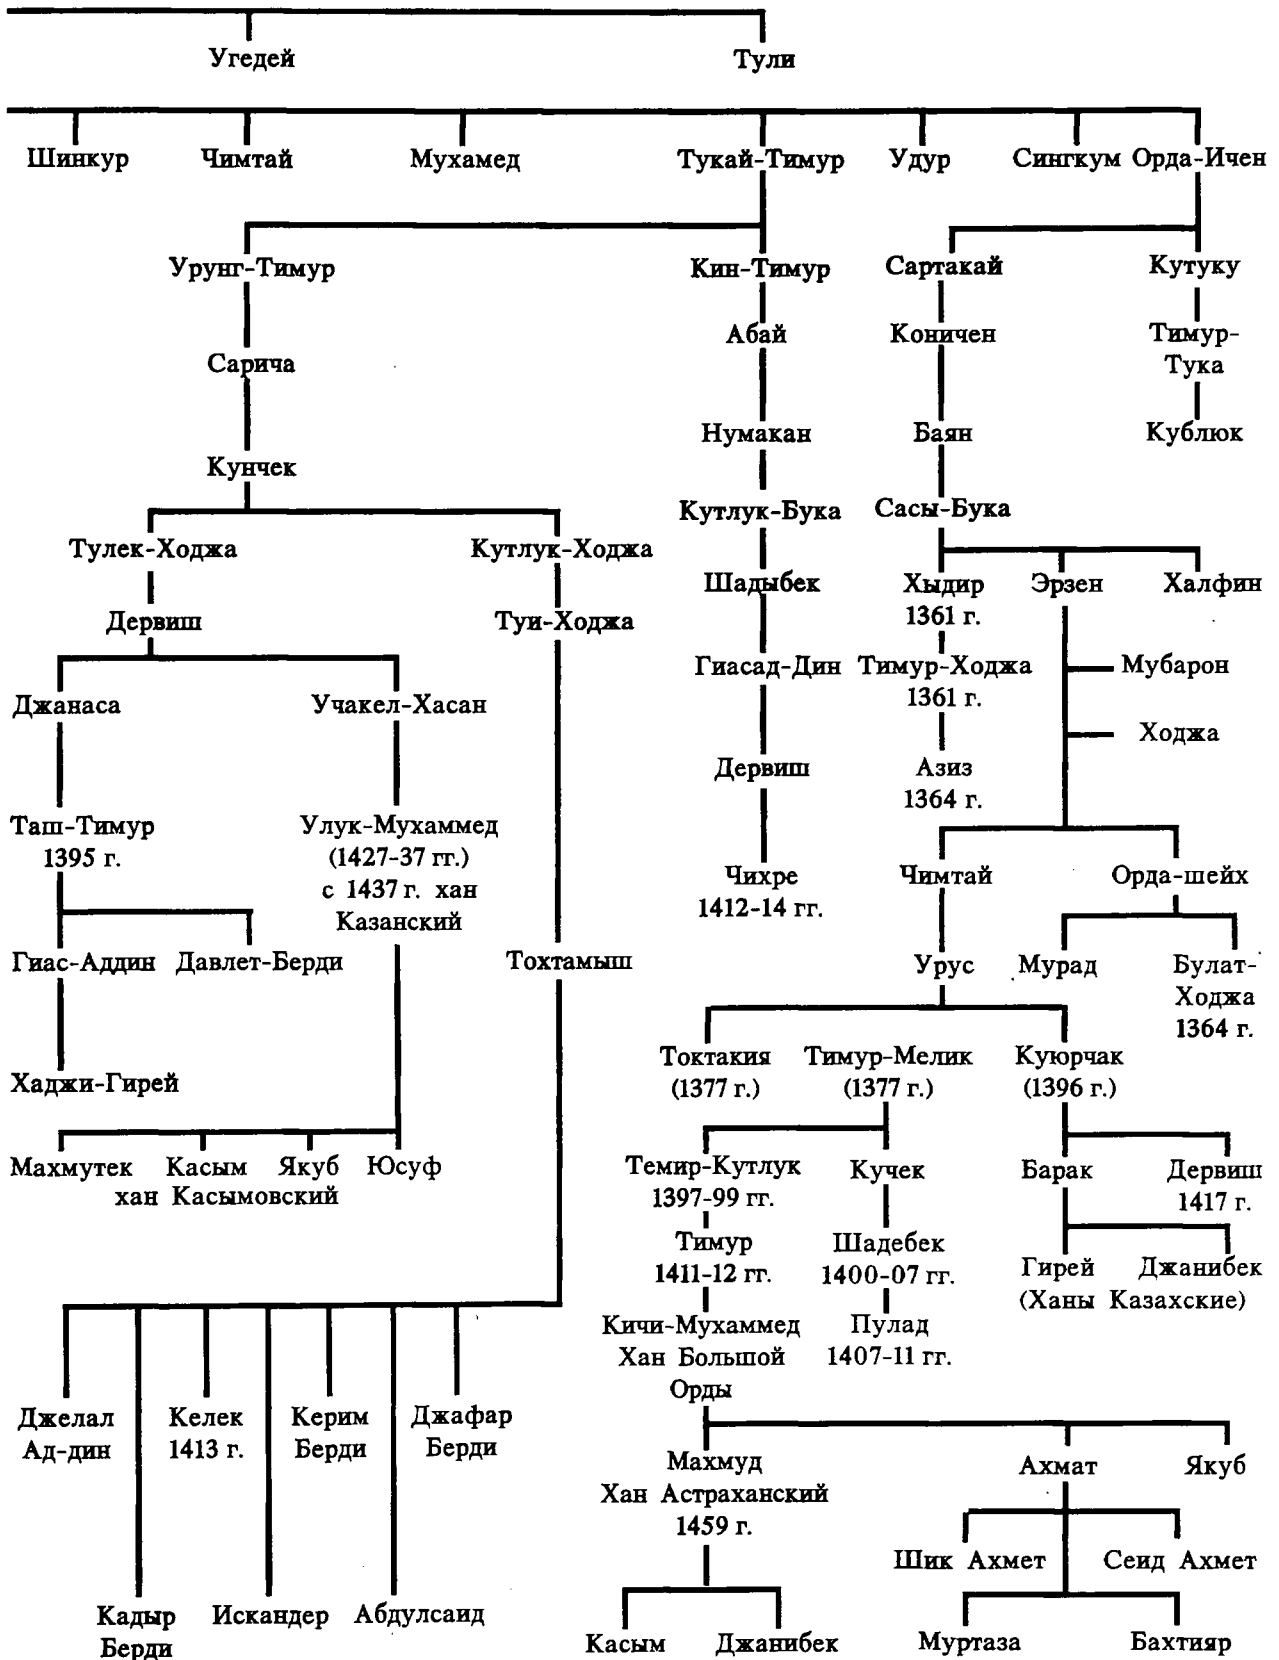 Угедей Тули
Шинкур Чимтай Мухамед Тукай-Тимур Удур Сингкум Орда-Ичен
Урунг-Тимур Кин-Тимур Сартакай Кутуку
Абай Коничен Тимур-
Тука
Сарича
Нумакан Баян Кублюк
Кунчек
Кутлук-Бука Сасы-Бука
Тулек-Ходжа Кутлук-Ходжа
Шадыбек Хыдир Эрзен Халфин
1361 г.
Дервиш Туи-Ходжа
Гиасад-Дин Тимур-Ходжа Мубарон
1361 г.
Джанаса Учакел-Хасан
Ходжа
Дервиш Азиз
1364 г.
Таш-Тимур Улук-Мухаммед
1395 г. (1427-37 гг.)
с 1437 г. хан
Казанский
Чихре Чимтай Орда-шейх
1412-14 гг.
Гиас-Аддин Давлет-Берди Тохтамыш Урус Мурад Булат-
Ходжа
1364 г.
Токтакия Тимур-Мелик Куюрчак
(1377 г.) (1377 г.) (1396 г.)
Хаджи-Гирей
Махмутек Касым Якуб Юсуф
хан Касымовский
Темир-Кутлук Кучек Барак Дервиш
1397-99 гг. 1417 г.
Тимур Шадебек
1411-12 гг. 1400-07 гг.
Гирей Джанибек
(Ханы Казахские)
Кичи-Мухаммед Пулад
Хан Большой 1407-11 гг.
Орды
Джелал Келек Керим Джафар
Ад-дин 1413 г. Берди Берди
Махмуд Ахмат Якуб
Хан Астраханский
1459 г.
Шик Ахмет Сеид Ахмет
Кадыр Искандер Абдулсаид
Берди
Касым Джанибек Муртаза Бахтияр